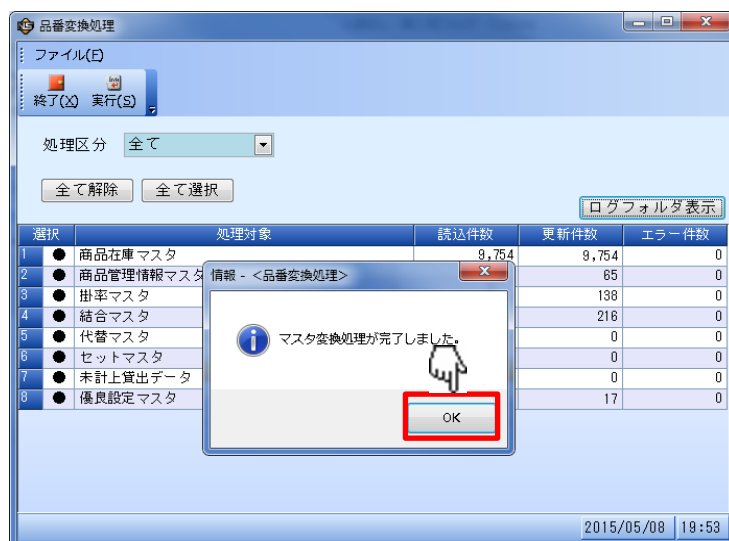 品番変換処理
ファイル(F)
終了(X) 実行(S)
処理区分 全て
全て解除 全て選択
ログフォルダ表示
選択 処理対象 読込件数 更新件数 エラー件数
1 ● 商品在庫マスタ 9,754 9,754 0
2 ● 商品管理情報マスタ 65 0
3 ● 掛率マスタ 138 0
4 ● 結合マスタ 216 0
5 ● 代替マスタ 0 0
6 ● セットマスタ 0 0
7 ● 未計上貸出データ 0 0
8 ● 優良設定マスタ 17 0
情報 - <品番変換処理>
マスタ変換処理が完了しました。
OK
2015/05/08 19:53